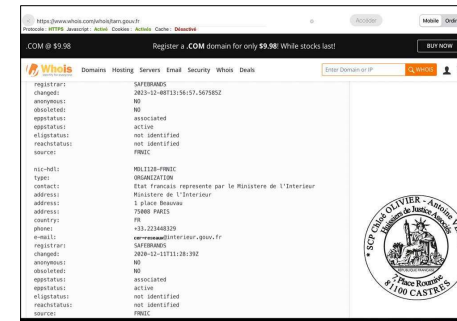 https://www.whois.com/whois/tarn.gouv.fr
Accéder
Mobile Ordi
Protocole : HTTPS Javascript : Activé Cookies : Activés Cache : Désactivé
.COM @ $9.98 Register a .COM domain for only $9.98! While stocks last! BUY NOW
Whois Domains Hosting Servers Email Security Whois Deals Enter Domain or IP WHOIS
registrar: SAFEBRANDS
changed: 2023-12-08T13:56:57.567585Z
anonymous: NO
obsoleted: NO
eppstatus: associated
eppstatus: active
eligstatus: not identified
reachstatus: not identified
source: FRNIC
nic-hdl: MOLI128-FRNIC
type: ORGANIZATION
contact: Etat francais represente par le Ministere de l'Interieur
address: Ministere de l'Interieur
address: 1 place Beauvau
address: 75008 PARIS
country: FR
phone: +33.223448329
e-mail: @interieur.gouv.fr
registrar: SAFEBRANDS
changed: 2020-12-11T11:28:39Z
anonymous: NO
obsoleted: NO
eppstatus: associated
eppstatus: active
eligstatus: not identified
reachstatus: not identified
source: FRNIC
* SCP Chloé OLIVIER - Antoine
Huissiers de Justice Associés
RÉPUBLIQUE FRANÇAISE
7, Place Roumive
81100 CASTRES